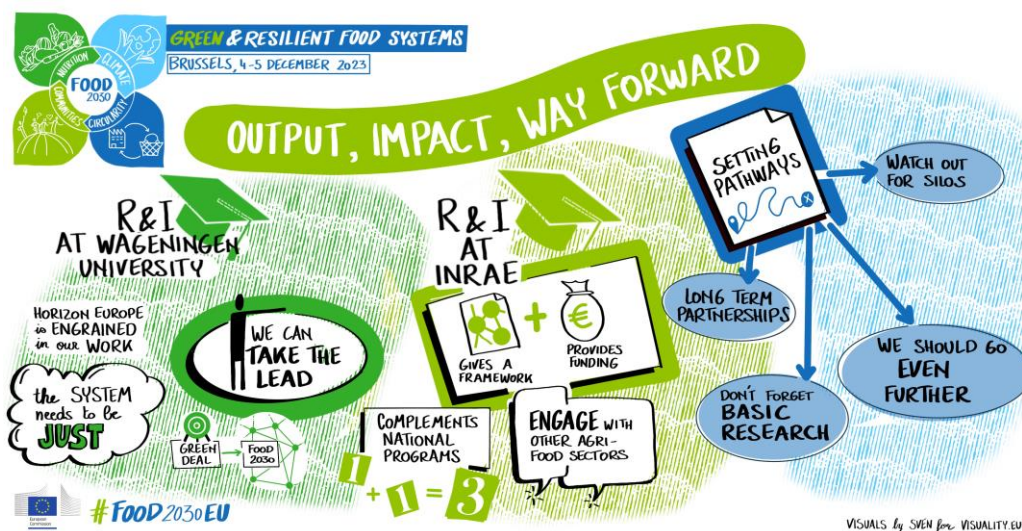 GREEN & RESILIENT FOOD SYSTEMS
BRUSSELS, 4-5 DECEMBER 2023
NUTRITION
CLIMATE
COMMUNITIES
CIRCULARITY
FOOD
2030
OUTPUT, IMPACT, WAY FORWARD
R & I
AT WAGENINGEN
UNIVERSITY
HORIZON EUROPE
is ENGRAINED
in our WORK
the SYSTEM
needs to be
JUST
WE CAN
TAKE THE
LEAD
GREEN
DEAL
FOOD
2030
R & I
AT
INRAE
GIVES A
FRAMEWORK
+
€
PROVIDES
FUNDING
COMPLEMENTS
NATIONAL
PROGRAMS
1 + 1 = 3
ENGAGE WITH
OTHER AGRI-
FOOD SECTORS
SETTING
PATHWAYS
WATCH OUT
FOR SILOS
LONG TERM
PARTNERSHIPS
DON'T FORGET
BASIC
RESEARCH
WE SHOULD GO
EVEN
FURTHER
European
Commission
#FOOD2030EU
VISUALS by SVEN for VISUALITY.EU